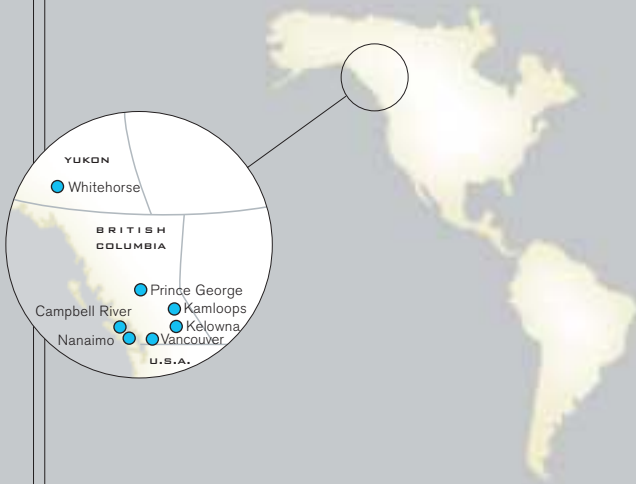 YUKON
Whitehorse
BRITISH
COLUMBIA
Prince George
Kamloops
Campbell River
Kelowna
Nanaimo
Vancouver
U.S.A.